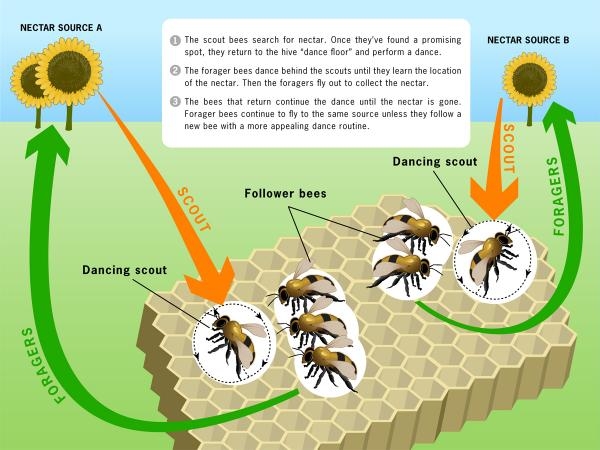 NECTAR SOURCE A
NECTAR SOURCE B
1 The scout bees search for nectar. Once they've found a promising
spot, they return to the hive "dance floor" and perform a dance.
2 The forager bees dance behind the scouts until they learn the location
of the nectar. Then the foragers fly out to collect the nectar.
3 The bees that return continue the dance until the nectar is gone.
Forager bees continue to fly to the same source unless they follow a
new bee with a more appealing dance routine.
SCOUT
SCOUT
FORAGERS
Dancing scout
Follower bees
Dancing scout
FORAGERS